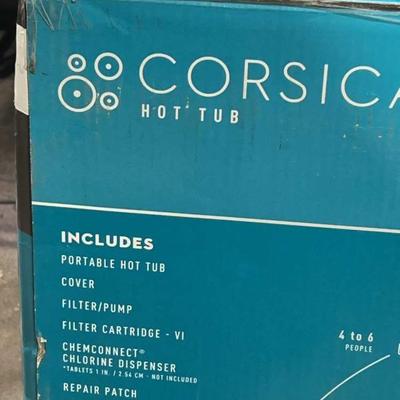 CORSICA
HOT TUB
INCLUDES
PORTABLE HOT TUB
COVER
FILTER/PUMP
FILTER CARTRIDGE - VI
CHEMCONNECT®
CHLORINE DISPENSER
*TABLETS 1 IN. / 2.54 CM - NOT INCLUDED
REPAIR PATCH
4 to 6
PEOPLE